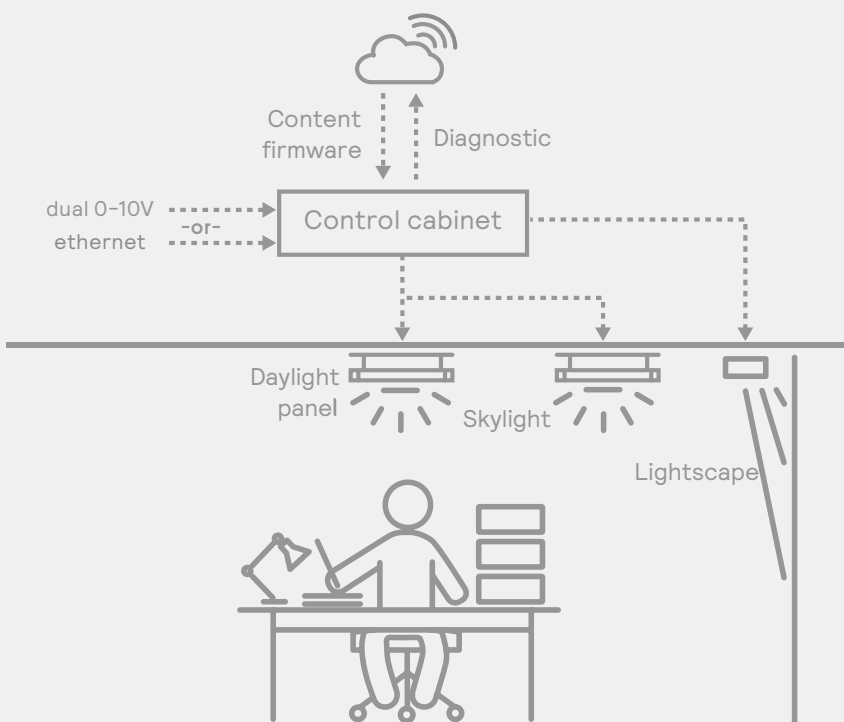 Content
firmware
Diagnostic
dual 0-10V
-or-
ethernet
Control cabinet
Daylight
panel
Skylight
Lightscape